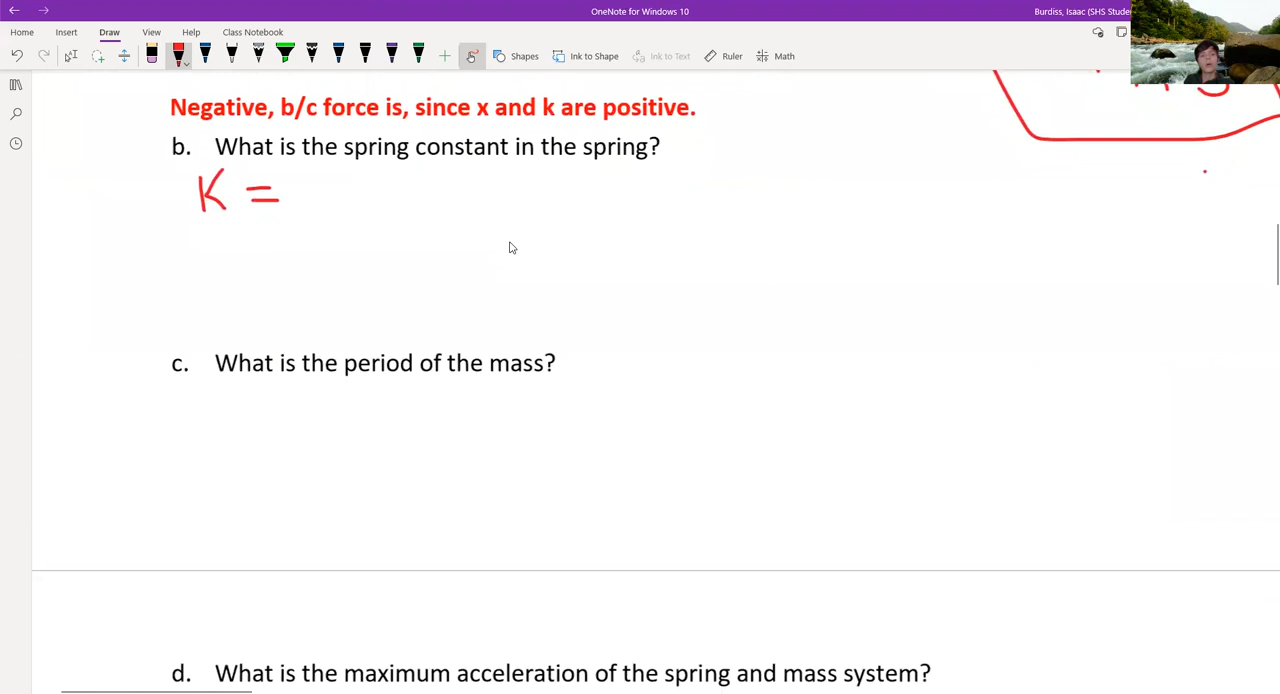 OneNote for Windows 10
Burdiss, Isaac (SHS Stude
Home Insert Draw View Help Class Notebook
Shapes Ink to Shape Ink to Text Ruler Math
Negative, b/c force is, since x and k are positive.
b. What is the spring constant in the spring?
K =
c. What is the period of the mass?
d. What is the maximum acceleration of the spring and mass system?